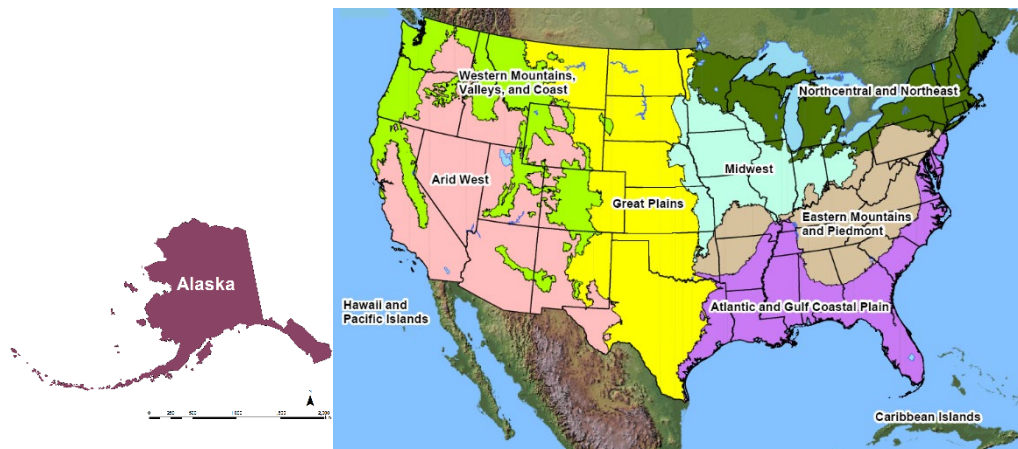 Western Mountains,
Valleys, and Coast
Northcentral and Northeast
Arid West
Midwest
Great Plains
Eastern Mountains
and Piedmont
Alaska
Hawaii and
Pacific Islands
Atlantic and Gulf Coastal Plain
Caribbean Islands
0